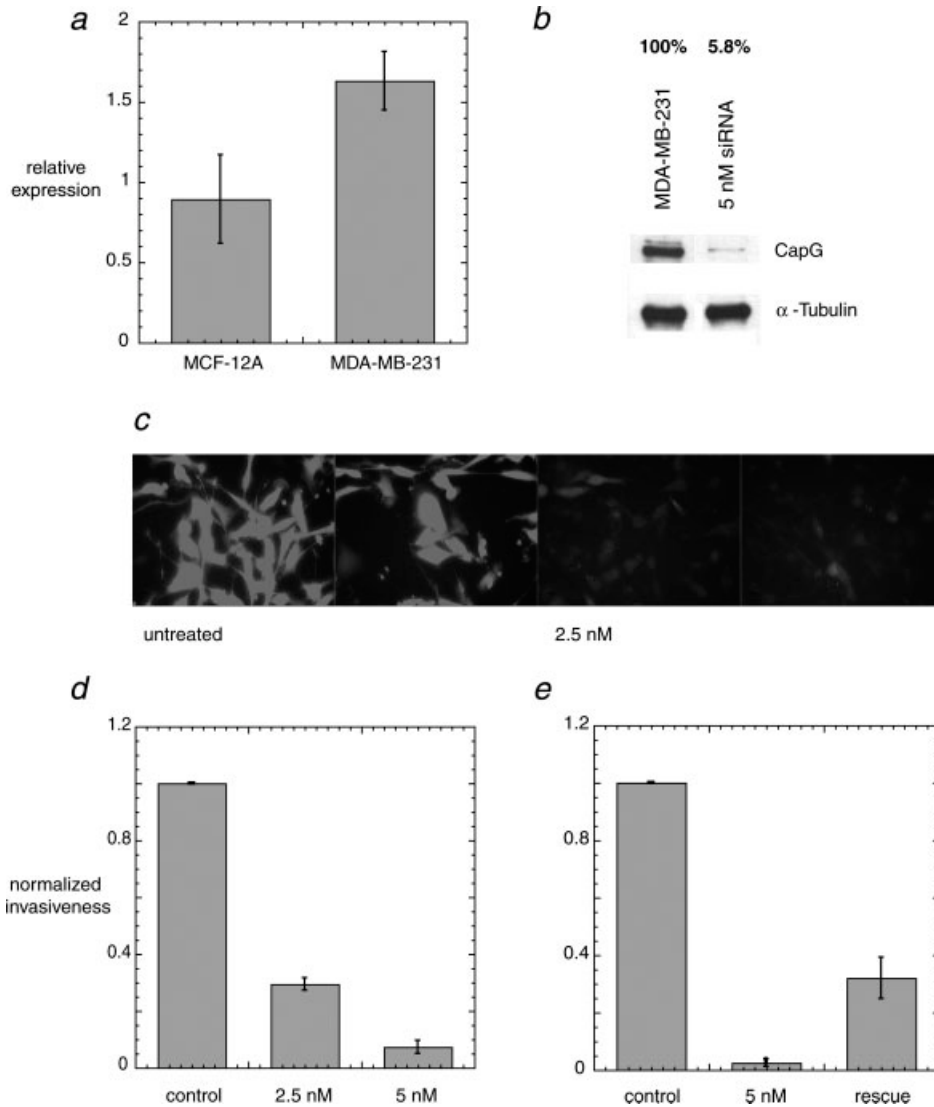 a
2
1.5
relative
expression
1
0.5
0
MCF-12A MDA-MB-231
b
100% 5.8%
MDA-MB-231
5 nM siRNA
CapG
α -Tubulin
c
untreated 2.5 nM
d
1.2
0.8
normalized
invasiveness
0.4
0
control 2.5 nM 5 nM
e
1.2
0.8
0.4
0
control 5 nM rescue